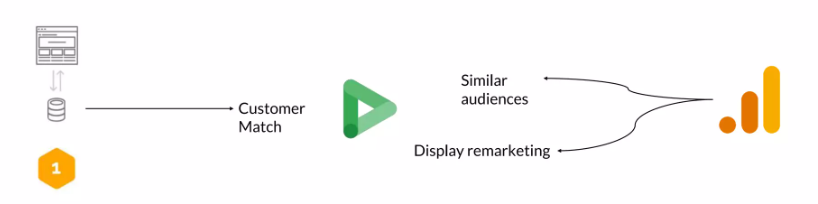 Customer
Match
1
Similar
audiences
Display remarketing